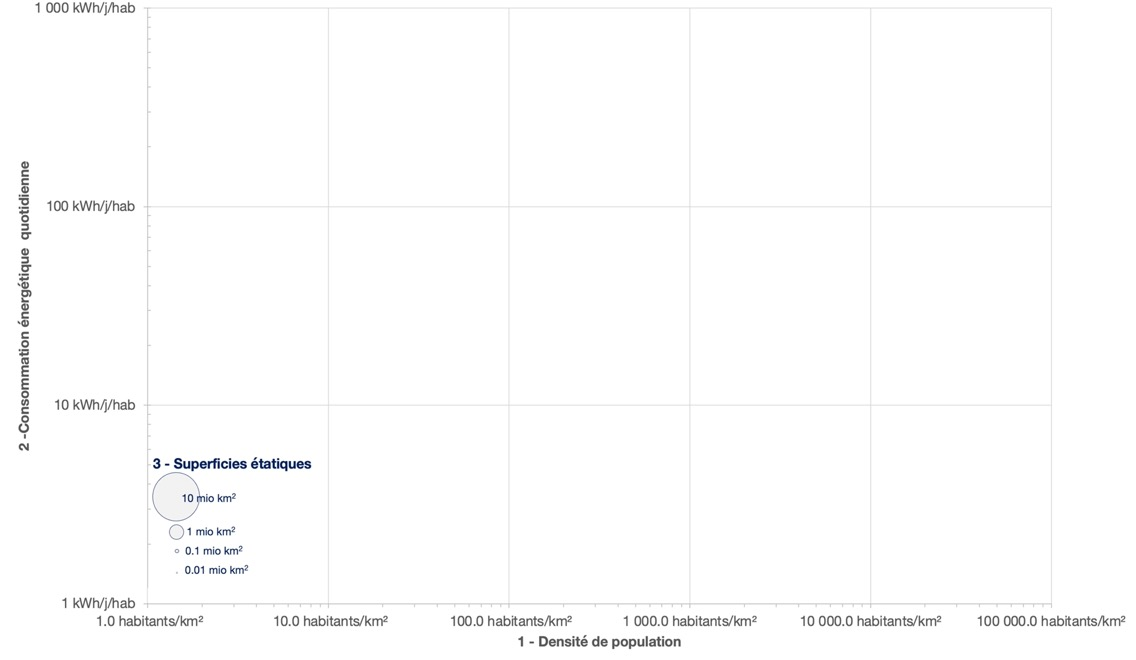 1 000 kWh/j/hab
100 kWh/j/hab
10 kWh/j/hab
1 kWh/j/hab
2 -Consommation énergétique  quotidienne
3 - Superficies étatiques
10 mio km²
1 mio km²
0.1 mio km²
0.01 mio km²
1.0 habitants/km²
10.0 habitants/km²
100.0 habitants/km²
1 000.0 habitants/km²
10 000.0 habitants/km²
100 000.0 habitants/km²
1 - Densité de population